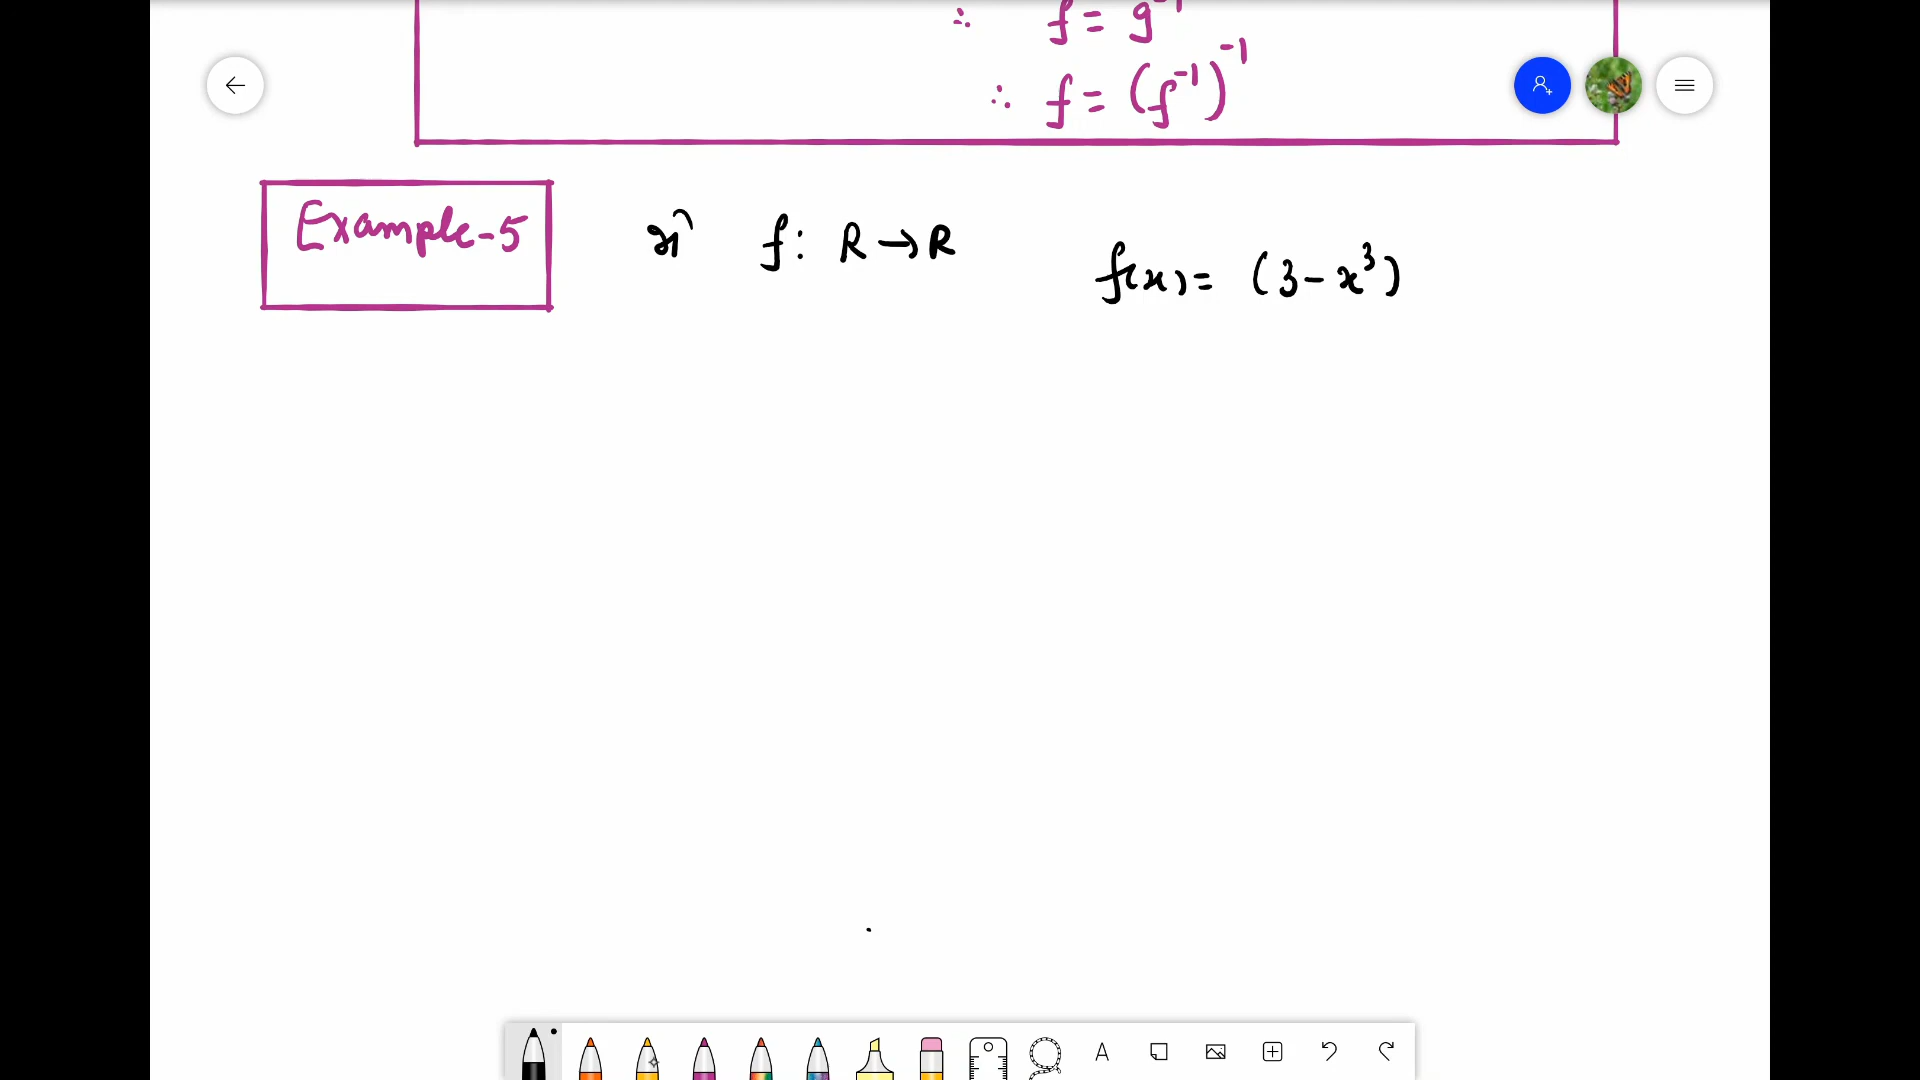 ∴ f = g⁻¹
∴ f = (f⁻¹)⁻¹
Example-5 f: R→R
f(x) = (3-x³)
A